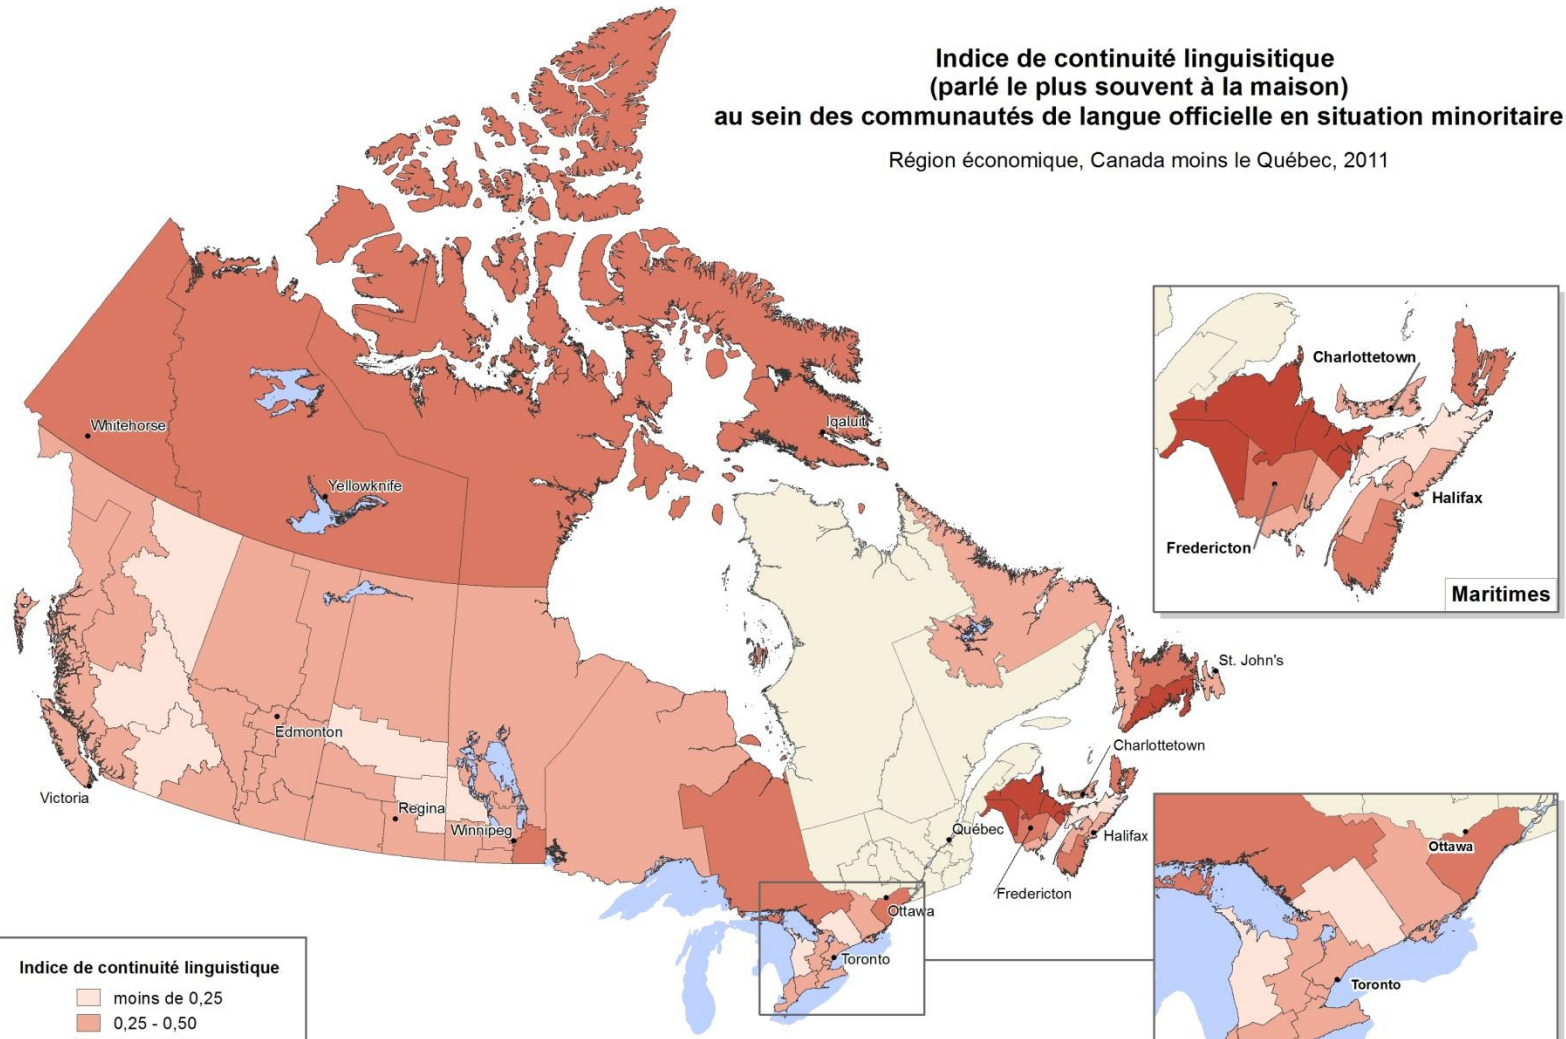 Indice de continuité linguisitique
(parlé le plus souvent à la maison)
au sein des communautés de langue officielle en situation minoritaire
Région économique, Canada moins le Québec, 2011
Charlottetown
Halifax
Fredericton
Maritimes
Whitehorse
Iqaluit
Yellowknife
St. John's
Edmonton
Charlottetown
Victoria
Regina
Winnipeg
Québec
Halifax
Fredericton
Ottawa
Toronto
Ottawa
Toronto
Indice de continuité linguistique
moins de 0,25
0,25 - 0,50